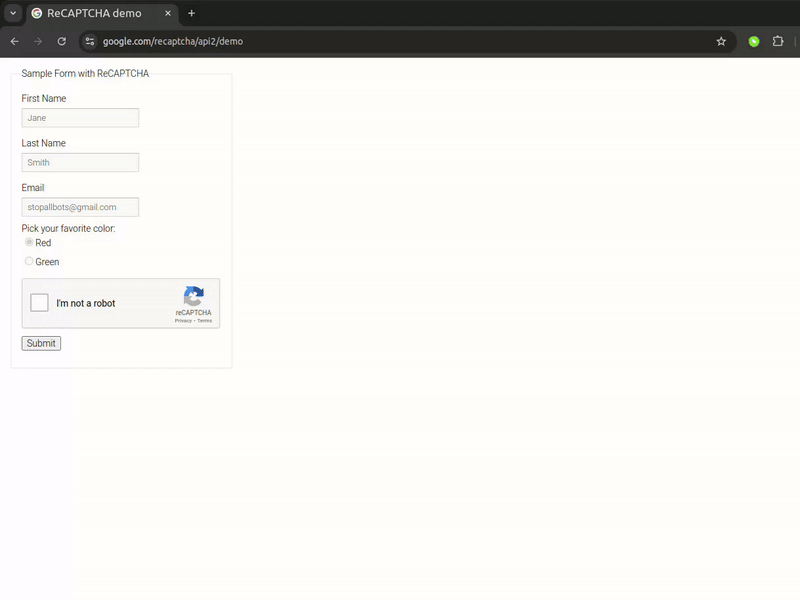 ReCAPTCHA demo
google.com/recaptcha/api2/demo
Sample Form with ReCAPTCHA
First Name
Jane
Last Name
Smith
Email
stopallbots@gmail.com
Pick your favorite color:
Red
Green
I'm not a robot
reCAPTCHA
Privacy - Terms
Submit